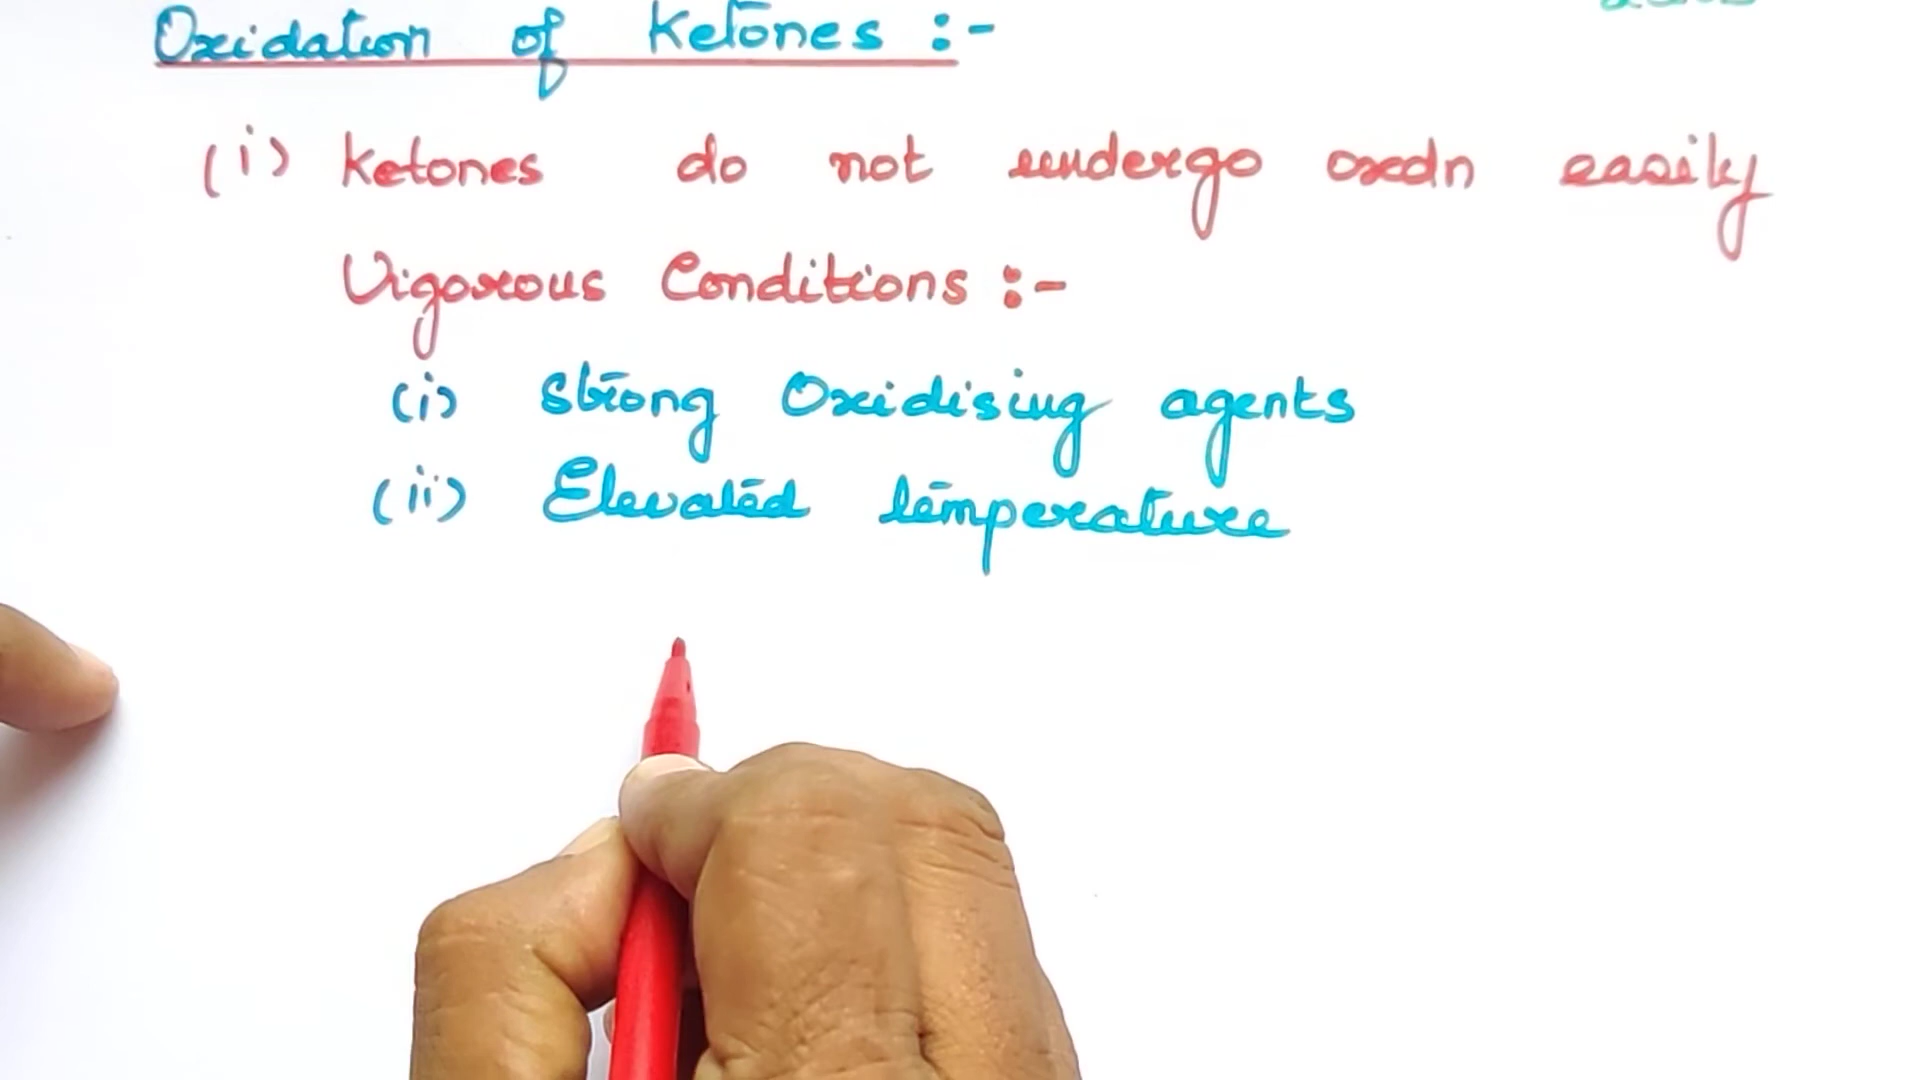 Oxidation of Ketones :-
(i) Ketones do not undergo oxdn easily
Vigorous Conditions :-
(i) Strong Oxidising agents
(ii) Elevated temperature